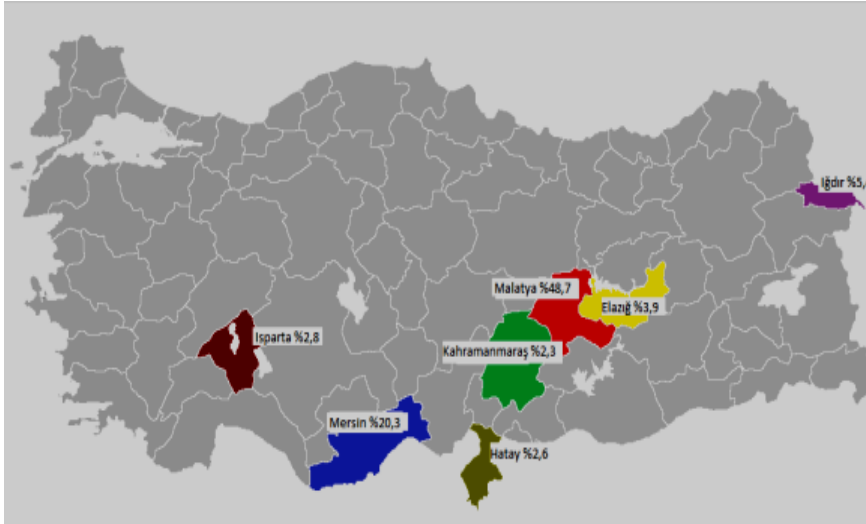 Iğdır %5,
Malatya %48,7
Elazığ %3,9
Isparta %2,8
Kahramanmaraş %2,3
Mersin %20,3
Hatay %2,6